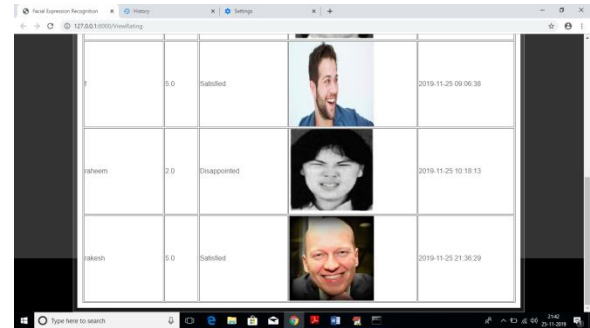 Facial Expression Recognition
History
Settings
127.0.0.1:8000/ViewRating
f 5.0 Satisfied 2019-11-25 09:06:38
raheem 2.0 Disappointed 2019-11-25 10:18:13
rakesh 5.0 Satisfied 2019-11-25 21:36:29
Type here to search
21:42
25-11-2019